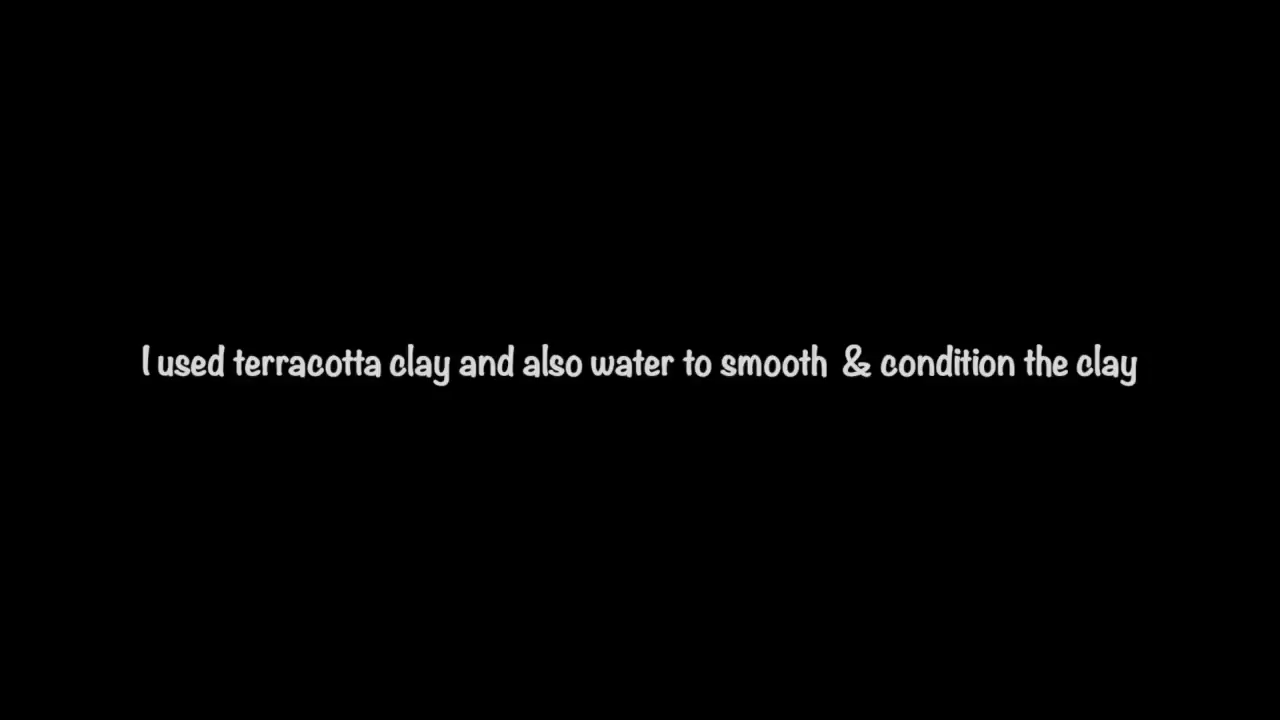 I used terracotta clay and also water to smooth & condition the clay